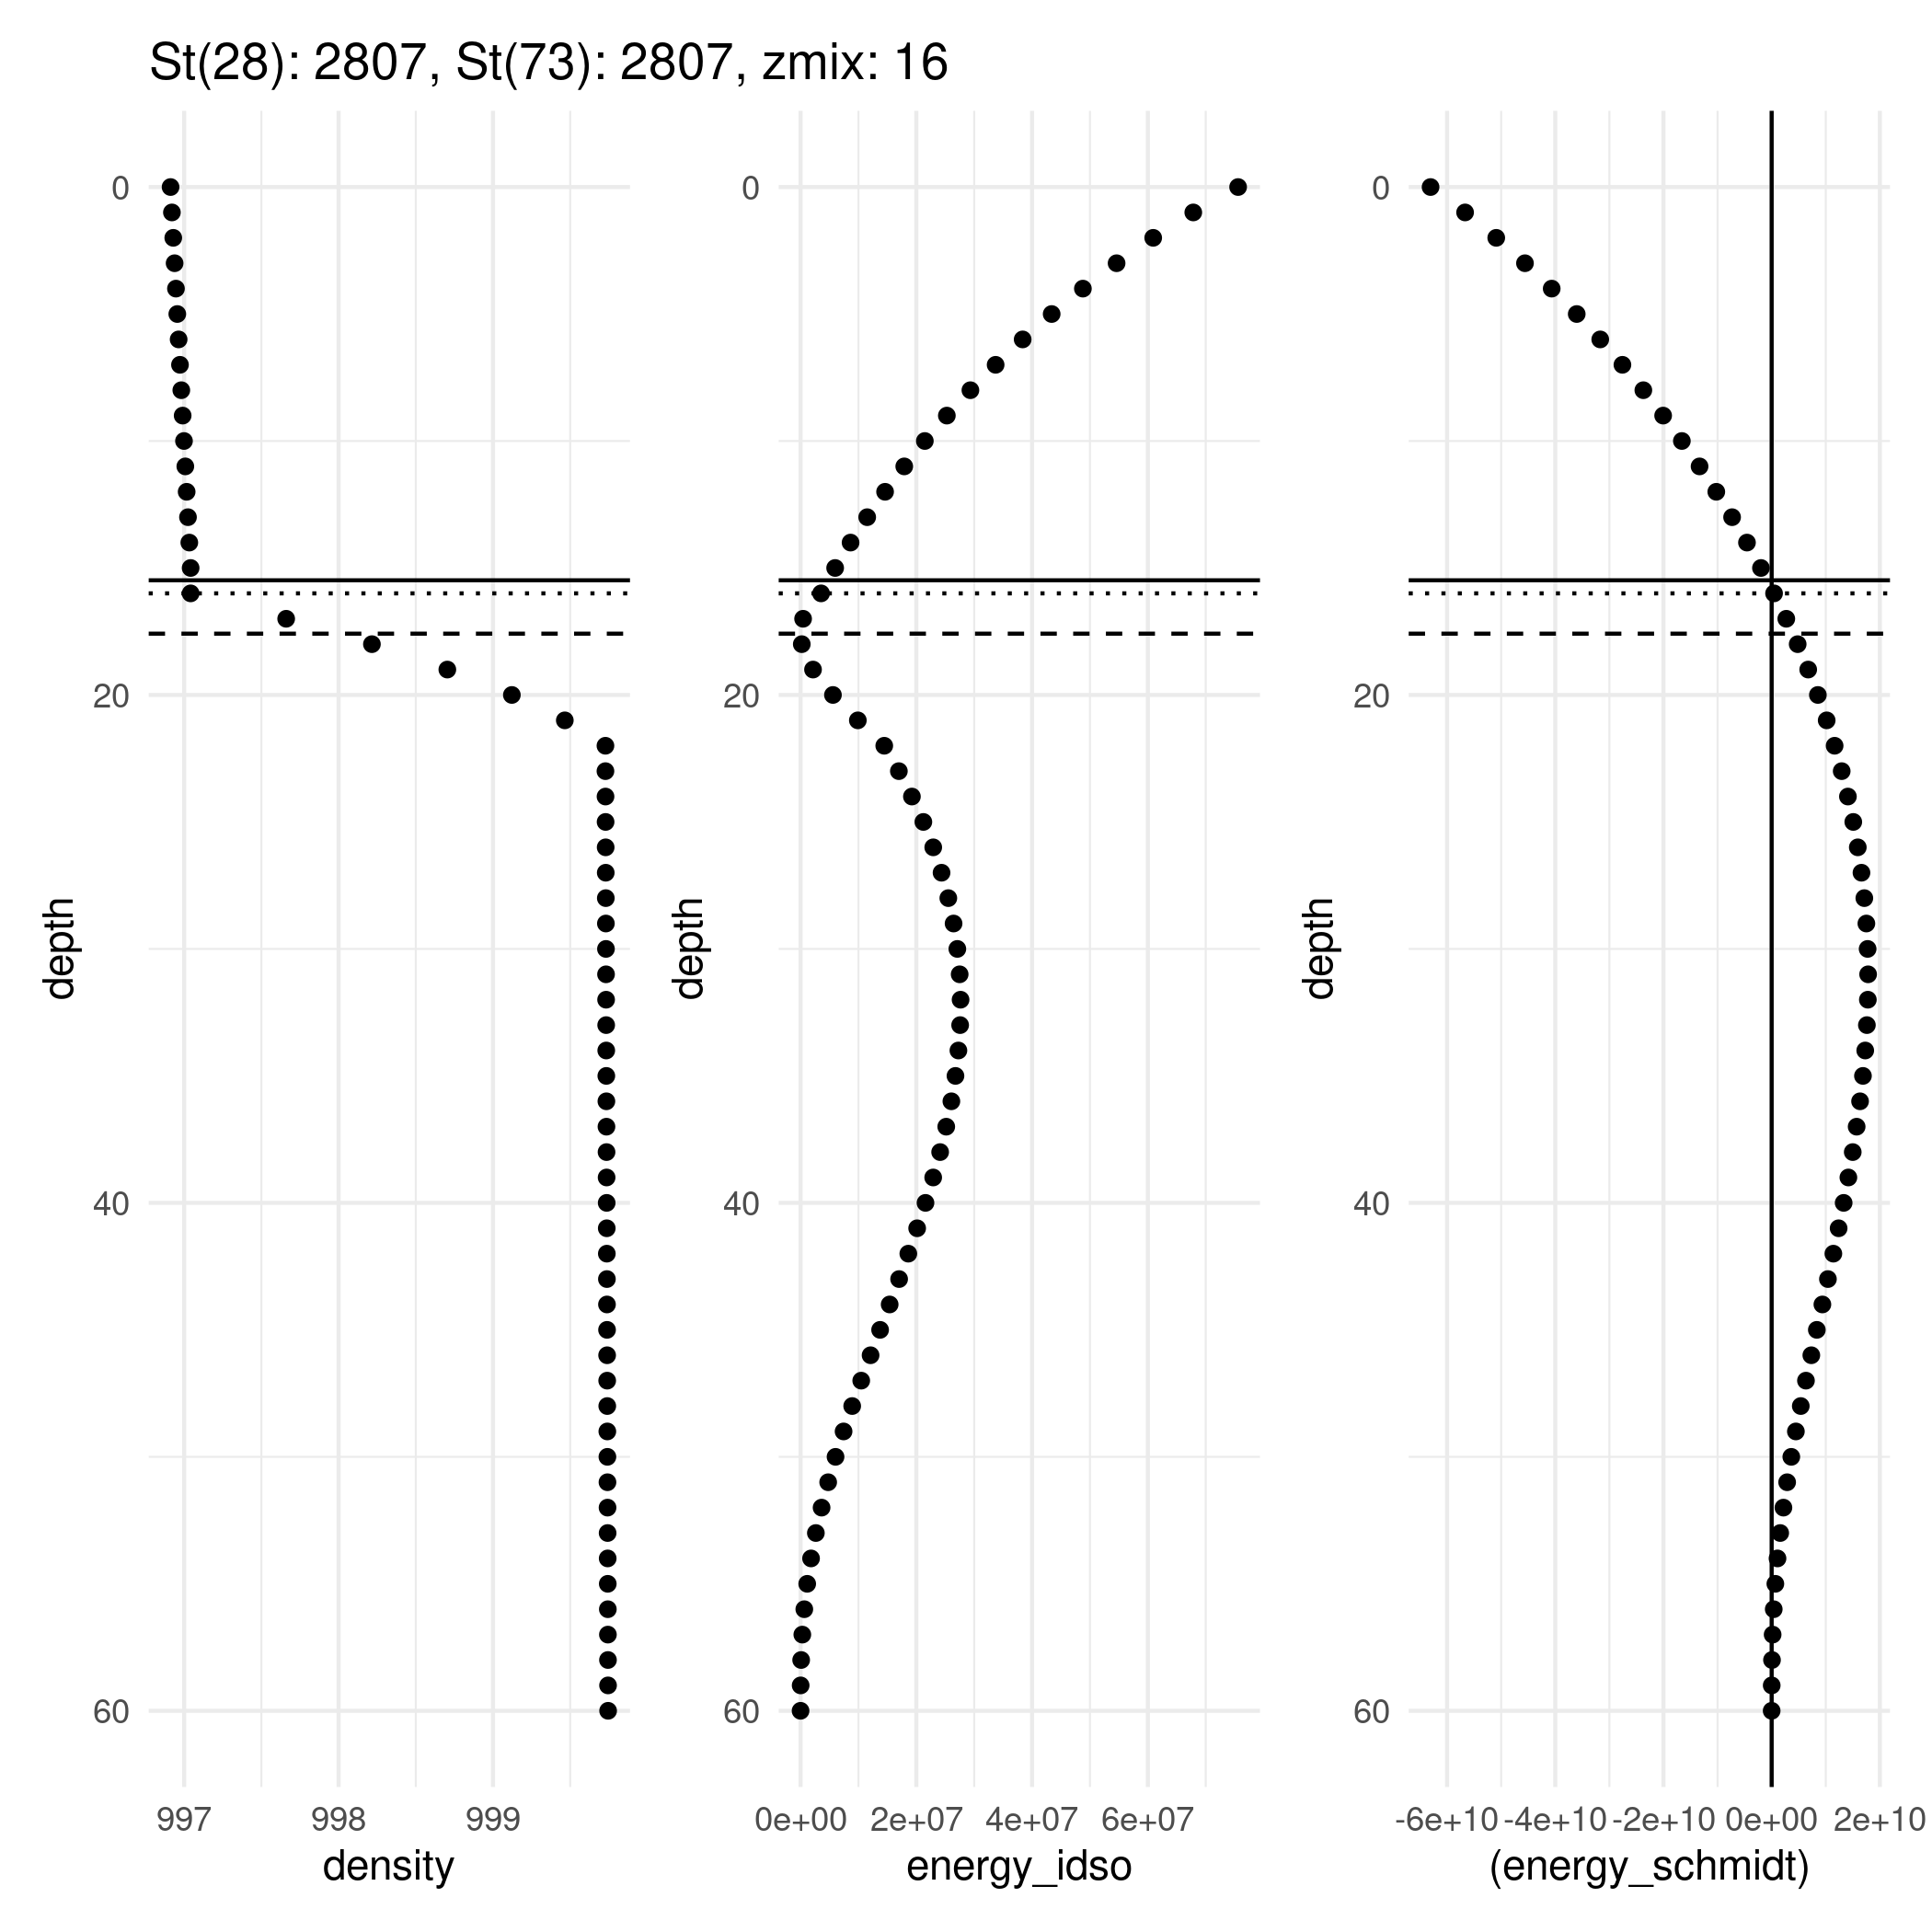 St(28): 2807, St(73): 2807, zmix: 16
0
20
40
60
depth
997 998 999
density
0
20
40
60
depth
0e+00 2e+07 4e+07 6e+07
energy_idso
0
20
40
60
depth
-6e+10 -4e+10 -2e+10 0e+00 2e+10
(energy_schmidt)